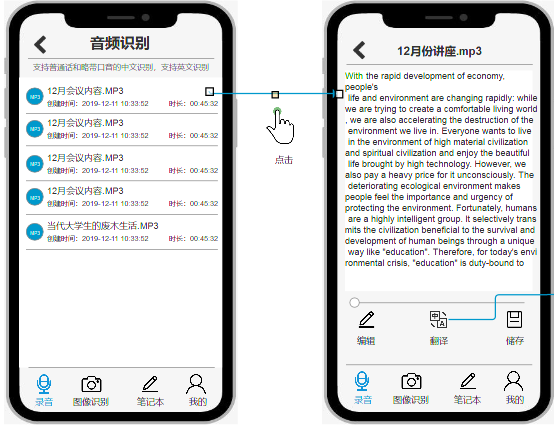 音频识别
支持普通话和略带口音的中文识别，支持英文识别
MP3
12月会议内容.MP3
创建时间：2019-12-11 10:33:52 时长：00:45:32
MP3
12月会议内容.MP3
创建时间：2019-12-11 10:33:52 时长：00:45:32
MP3
12月会议内容.MP3
创建时间：2019-12-11 10:33:52 时长：00:45:32
MP3
12月会议内容.MP3
创建时间：2019-12-11 10:33:52 时长：00:45:32
MP3
当代大学生的废木生活.MP3
创建时间：2019-12-11 10:33:52 时长：00:45:32
录音 图像识别 笔记本 我的
点击
12月份讲座.mp3
With the rapid development of economy,
people's
life and environment are changing rapidly: while
we are trying to create a comfortable living world
, we are also accelerating the destruction of the
environment we live in. Everyone wants to live
in the environment of high material civilization
and spiritual civilization and enjoy the beautiful
life brought by high technology. However, we
also pay a heavy price for it unconsciously. The
deteriorating ecological environment makes
people feel the importance and urgency of
protecting the environment. Fortunately, humans
are a highly intelligent group. It selectively trans
mits the civilization beneficial to the survival and
development of human beings through a unique
way like "education". Therefore, for today's envi
ronmental crisis, "education" is duty-bound to
编辑 翻译 储存
录音 图像识别 笔记本 我的